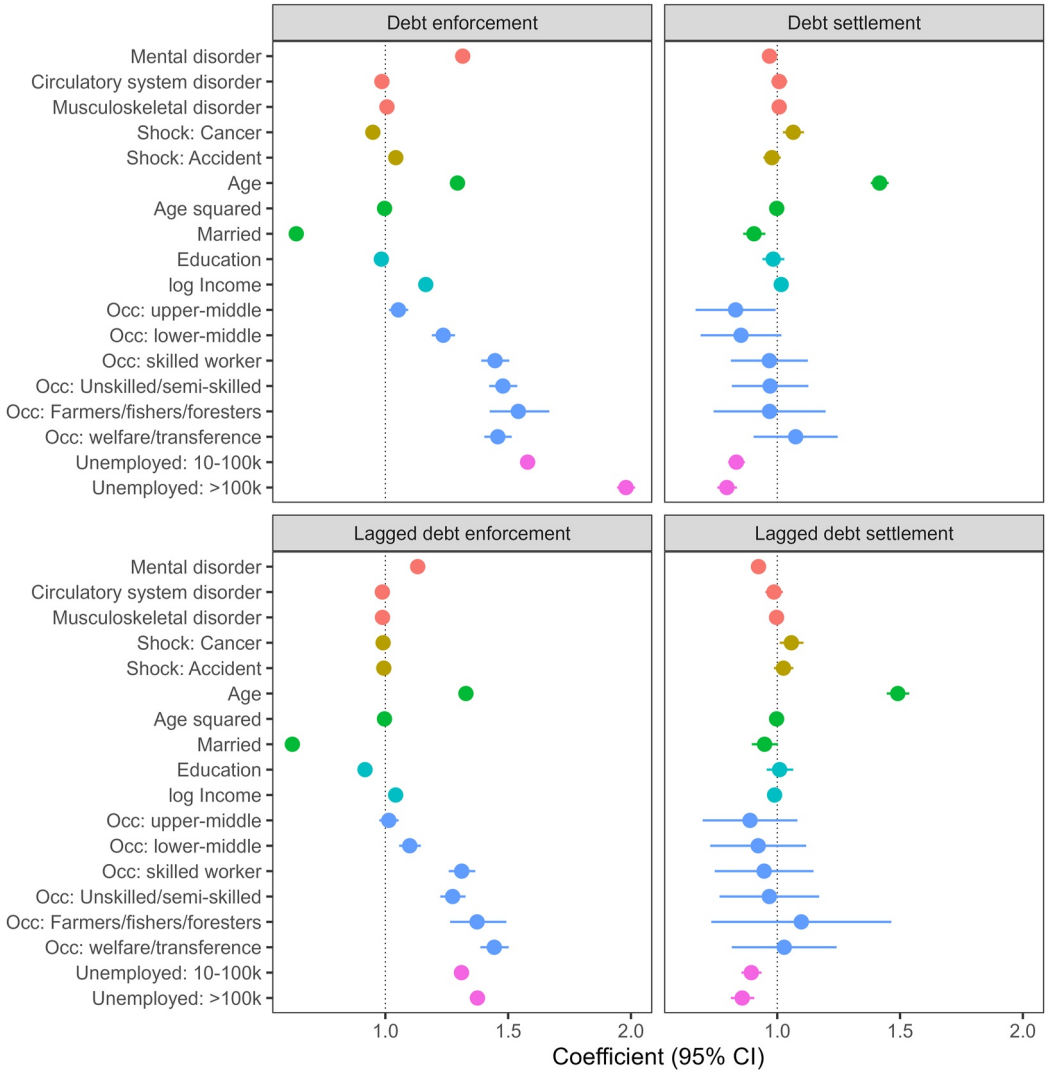 Debt enforcement
Debt settlement
Mental disorder
Circulatory system disorder
Musculoskeletal disorder
Shock: Cancer
Shock: Accident
Age
Age squared
Married
Education
log Income
Occ: upper-middle
Occ: lower-middle
Occ: skilled worker
Occ: Unskilled/semi-skilled
Occ: Farmers/fishers/foresters
Occ: welfare/transference
Unemployed: 10-100k
Unemployed: >100k
Lagged debt enforcement
Lagged debt settlement
Mental disorder
Circulatory system disorder
Musculoskeletal disorder
Shock: Cancer
Shock: Accident
Age
Age squared
Married
Education
log Income
Occ: upper-middle
Occ: lower-middle
Occ: skilled worker
Occ: Unskilled/semi-skilled
Occ: Farmers/fishers/foresters
Occ: welfare/transference
Unemployed: 10-100k
Unemployed: >100k
1.0 1.5 2.0 1.0 1.5 2.0
Coefficient (95% CI)